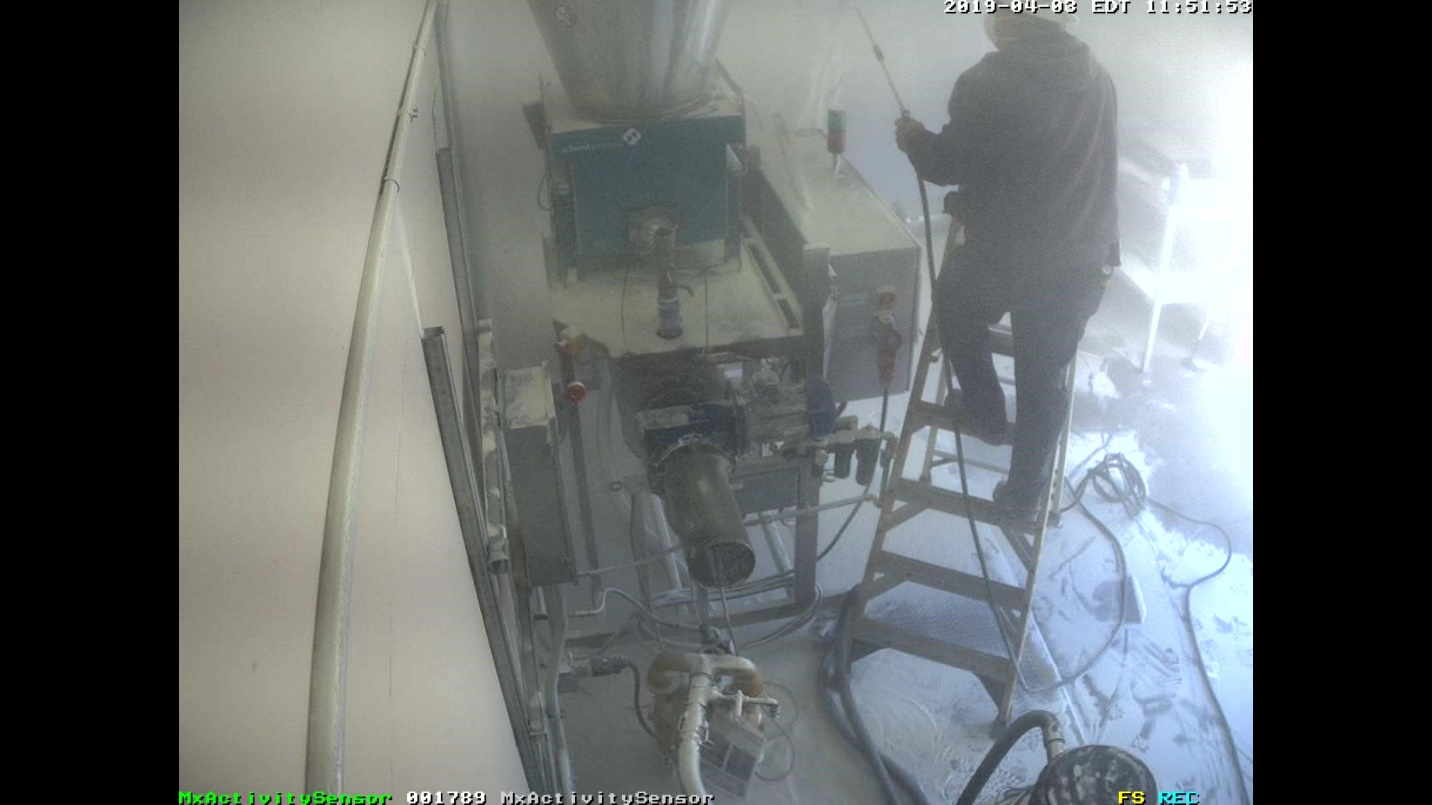 2019-04-03 EDT 11:51:53
MxActivitySensor 001789 MxActivitySensor
FS REC